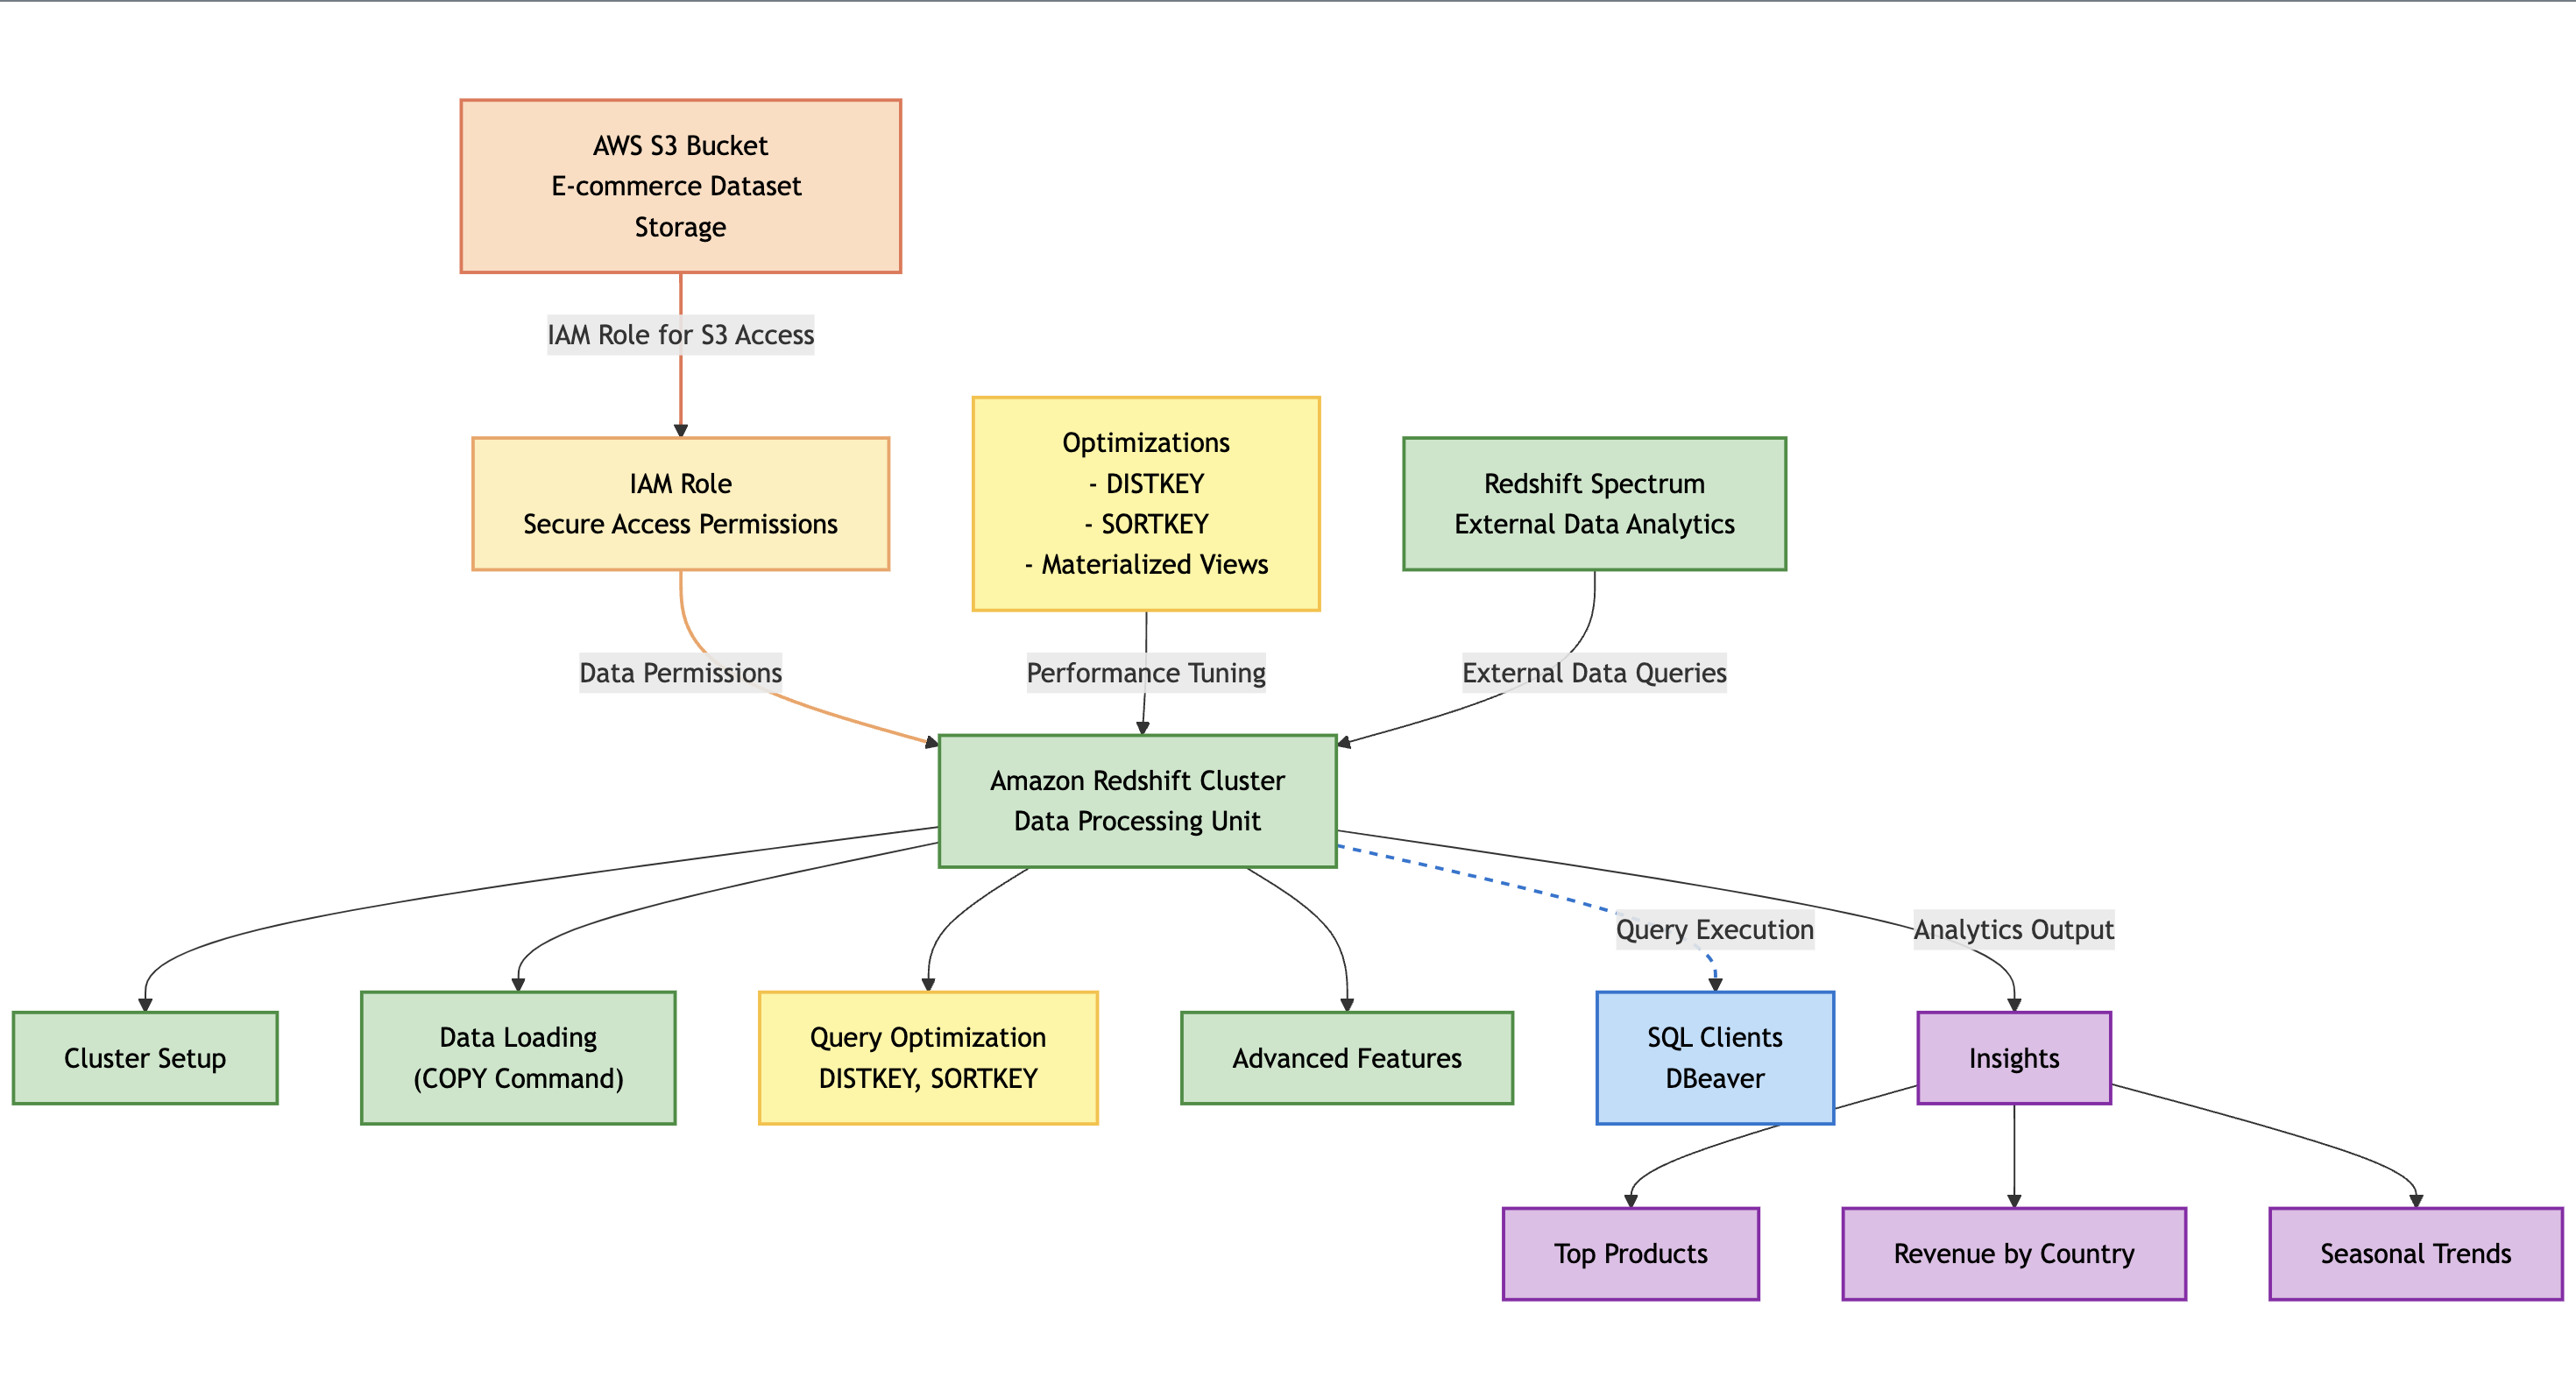 AWS S3 Bucket
E-commerce Dataset
Storage
IAM Role for S3 Access
IAM Role
Secure Access Permissions
Optimizations
- DISTKEY
- SORTKEY
- Materialized Views
Redshift Spectrum
External Data Analytics
Data Permissions
Performance Tuning
External Data Queries
Amazon Redshift Cluster
Data Processing Unit
Query Execution
Analytics Output
Cluster Setup
Data Loading
(COPY Command)
Query Optimization
DISTKEY, SORTKEY
Advanced Features
SQL Clients
DBeaver
Insights
Top Products
Revenue by Country
Seasonal Trends